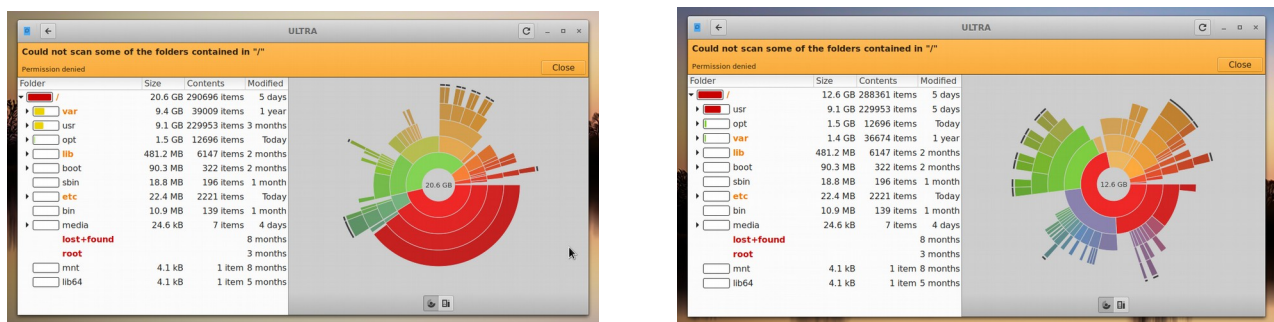 ULTRA
Could not scan some of the folders contained in "/"
Permission denied
Close
Folder Size Contents Modified
/ 20.6 GB 290696 items 5 days
var 9.4 GB 39009 items 1 year
usr 9.1 GB 229953 items 3 months
opt 1.5 GB 12696 items Today
lib 481.2 MB 6147 items 2 months
boot 90.3 MB 322 items 2 months
sbin 18.8 MB 196 items 1 month
etc 22.4 MB 2221 items Today
bin 10.9 MB 139 items 1 month
media 24.6 kB 7 items 4 days
lost+found 8 months
root 3 months
mnt 4.1 kB 1 item 8 months
lib64 4.1 kB 1 item 5 months
20.6 GB
ULTRA
Could not scan some of the folders contained in "/"
Permission denied
Close
Folder Size Contents Modified
/ 12.6 GB 288361 items 5 days
usr 9.1 GB 229953 items 5 days
opt 1.5 GB 12696 items Today
var 1.4 GB 36674 items 1 year
lib 481.2 MB 6147 items 2 months
boot 90.3 MB 322 items 2 months
sbin 18.8 MB 196 items 1 month
etc 22.4 MB 2221 items Today
bin 10.9 MB 139 items 1 month
media 24.6 kB 7 items 4 days
lost+found 8 months
root 3 months
mnt 4.1 kB 1 item 8 months
lib64 4.1 kB 1 item 5 months
12.6 GB